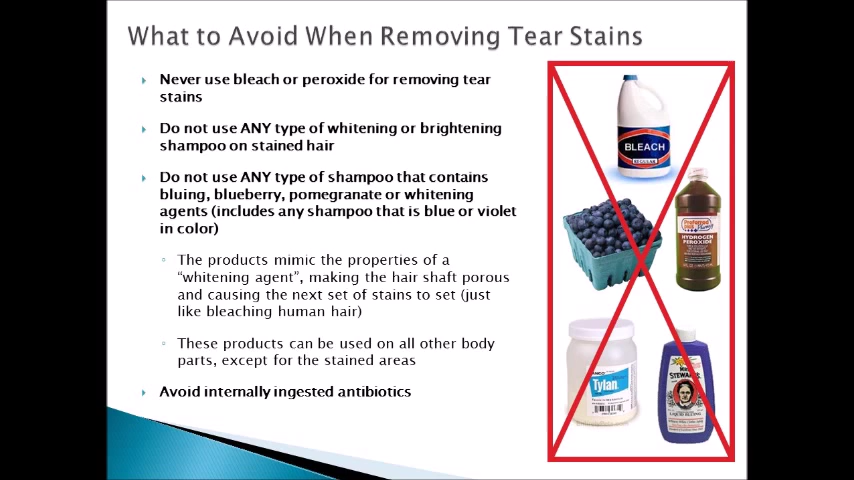 What to Avoid When Removing Tear Stains
Never use bleach or peroxide for removing tear
stains
Do not use ANY type of whitening or brightening
shampoo on stained hair
Do not use ANY type of shampoo that contains
bluing, blueberry, pomegranate or whitening
agents (includes any shampoo that is blue or violet
in color)
The products mimic the properties of a
“whitening agent”, making the hair shaft porous
and causing the next set of stains to set (just
like bleaching human hair)
These products can be used on all other body
parts, except for the stained areas
Avoid internally ingested antibiotics
BLEACH
HYDROGEN
PEROXIDE
Tylan
STEWART'S